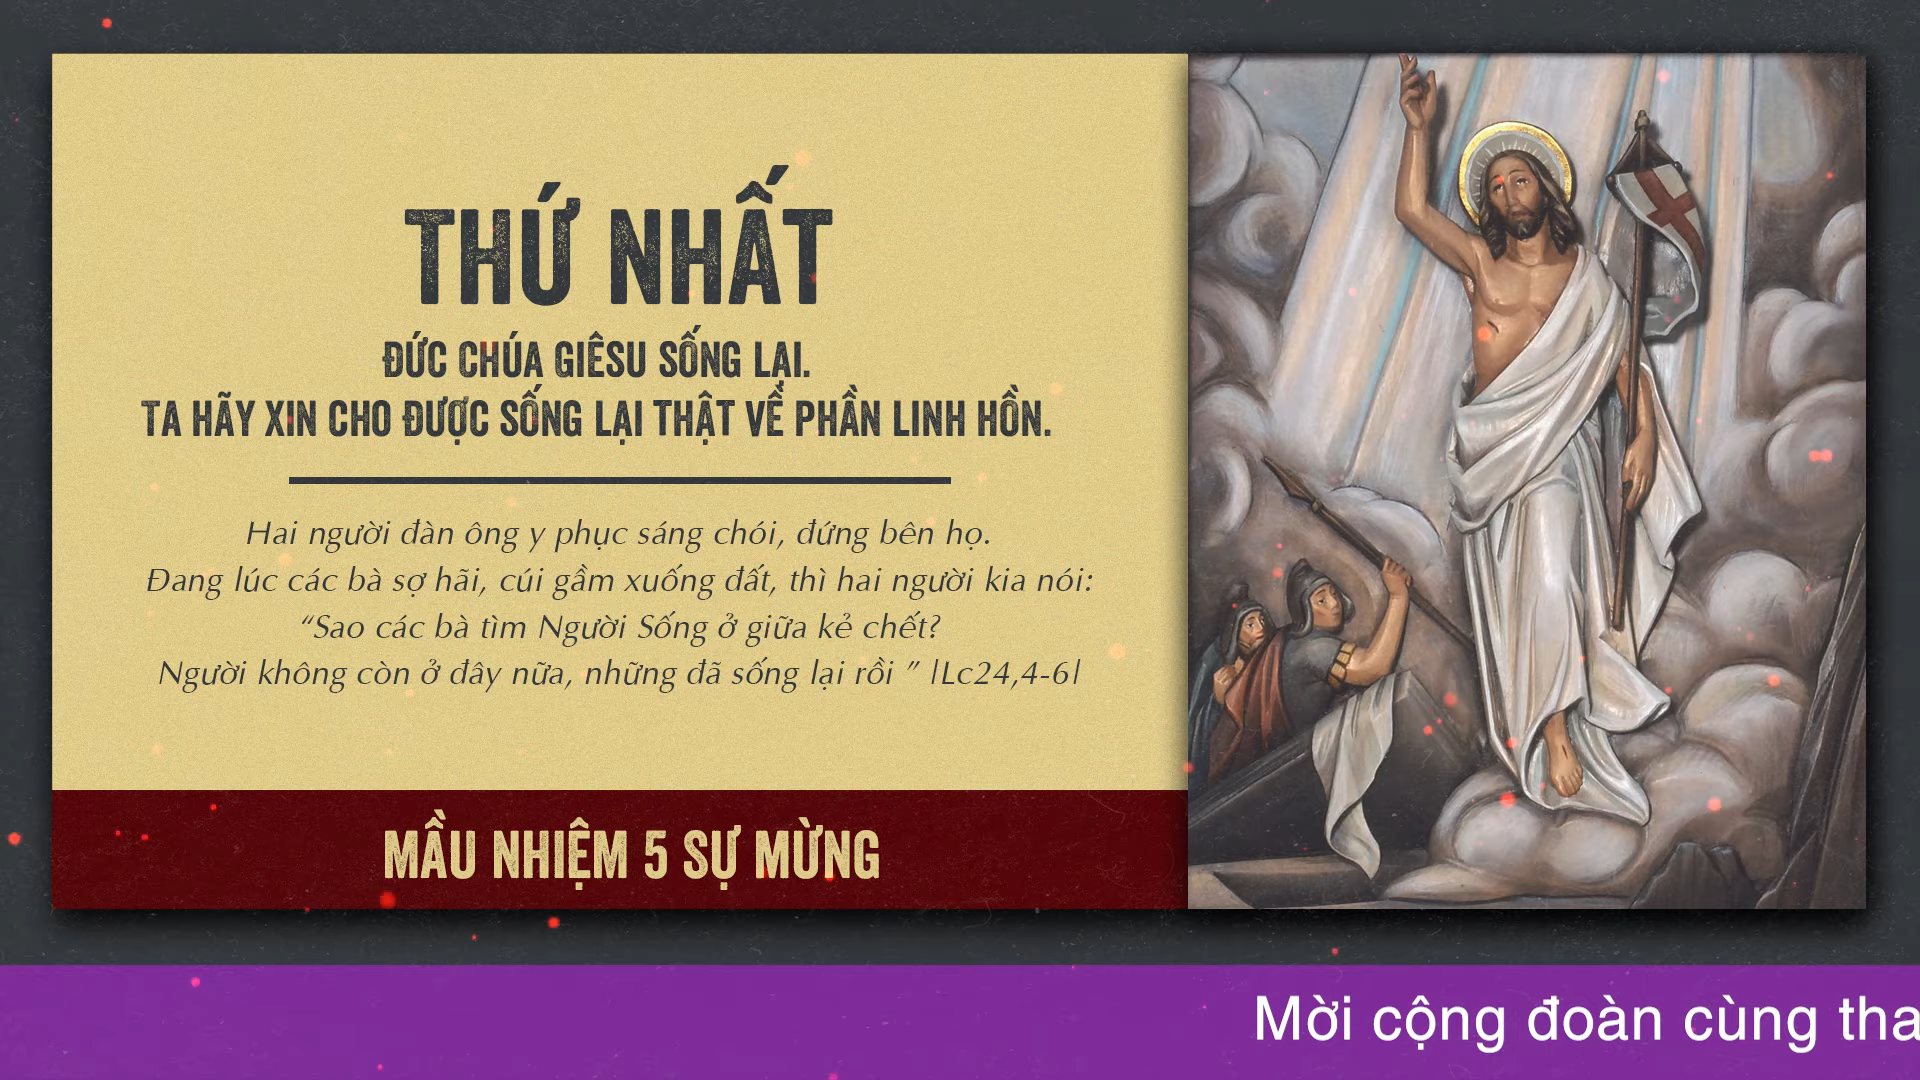 THỨ NHẤT
ĐỨC CHÚA GIÊSU SỐNG LẠI.
TA HÃY XIN CHO ĐƯỢC SỐNG LẠI THẬT VỀ PHẦN LINH HỒN.
Hai người đàn ông y phục sáng chói, đứng bên họ.
Đang lúc các bà sợ hãi, cúi gầm xuống đất, thì hai người kia nói:
“Sao các bà tìm Người Sống ở giữa kẻ chết?
Người không còn ở đây nữa, những đã sống lại rồi ” |Lc24,4-6|
MẦU NHIỆM 5 SỰ MỪNG
Mời cộng đoàn cùng tha